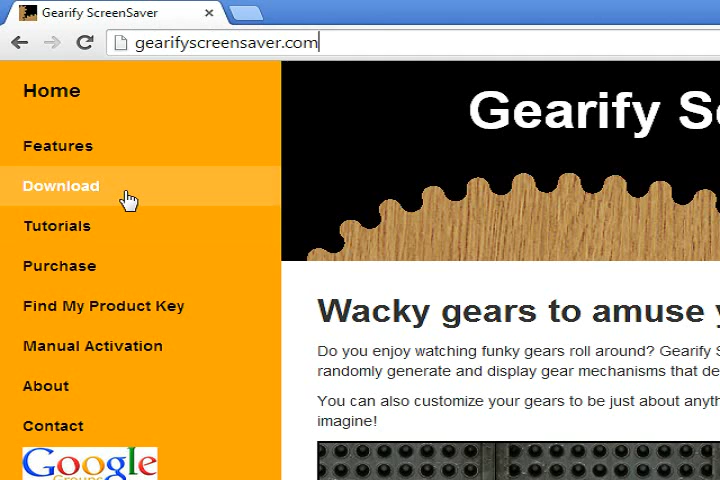 Gearify ScreenSaver
gearifyscreensaver.com
Home
Features
Download
Tutorials
Purchase
Find My Product Key
Manual Activation
About
Contact
Google
Groups
Gearify S
Wacky gears to amuse
Do you enjoy watching funky gears roll around? Gearify S
randomly generate and display gear mechanisms that de
You can also customize your gears to be just about anyth
imagine!